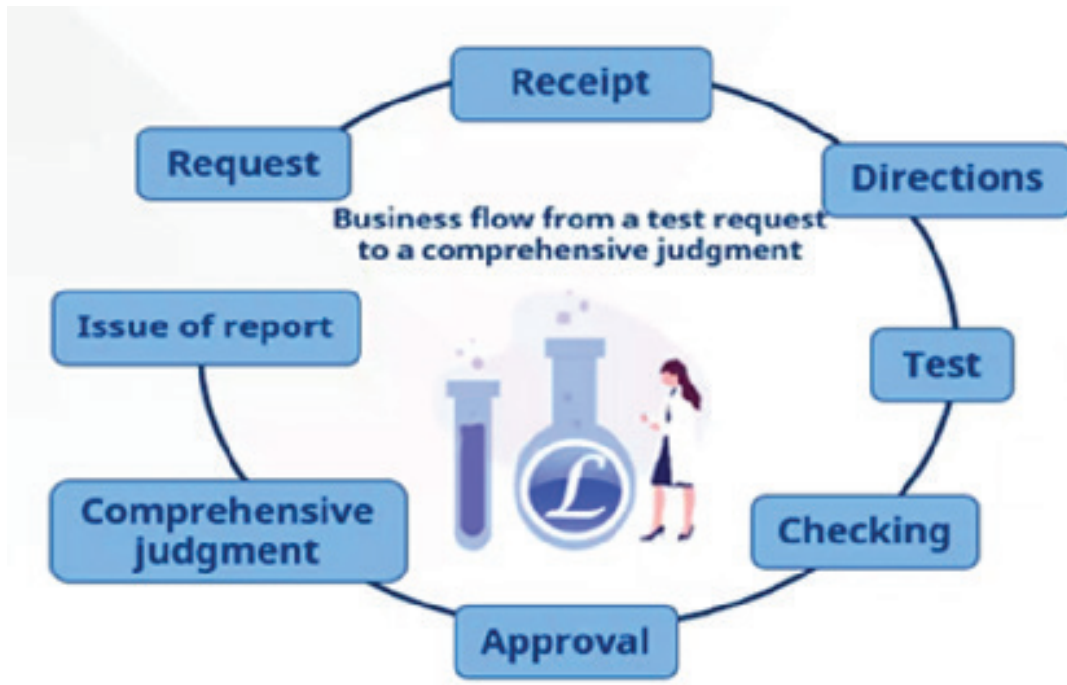 Receipt
Request
Directions
Business flow from a test request
to a comprehensive judgment
Issue of report
Test
Comprehensive
judgment
Checking
Approval
L